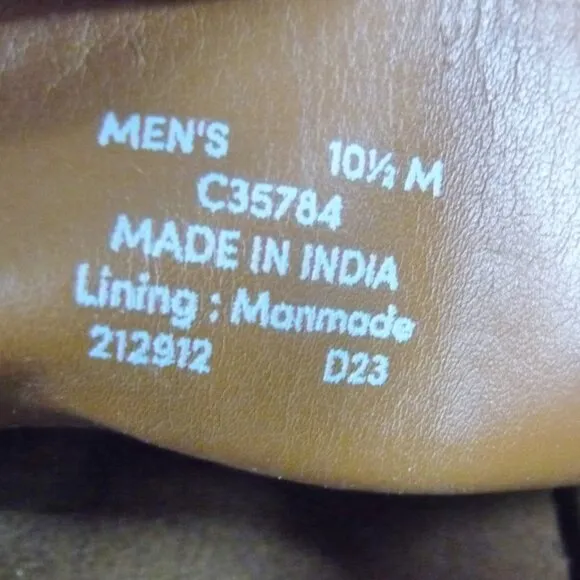 MEN'S 10½ M
C35784
MADE IN INDIA
Lining : Manmade
212912 D23